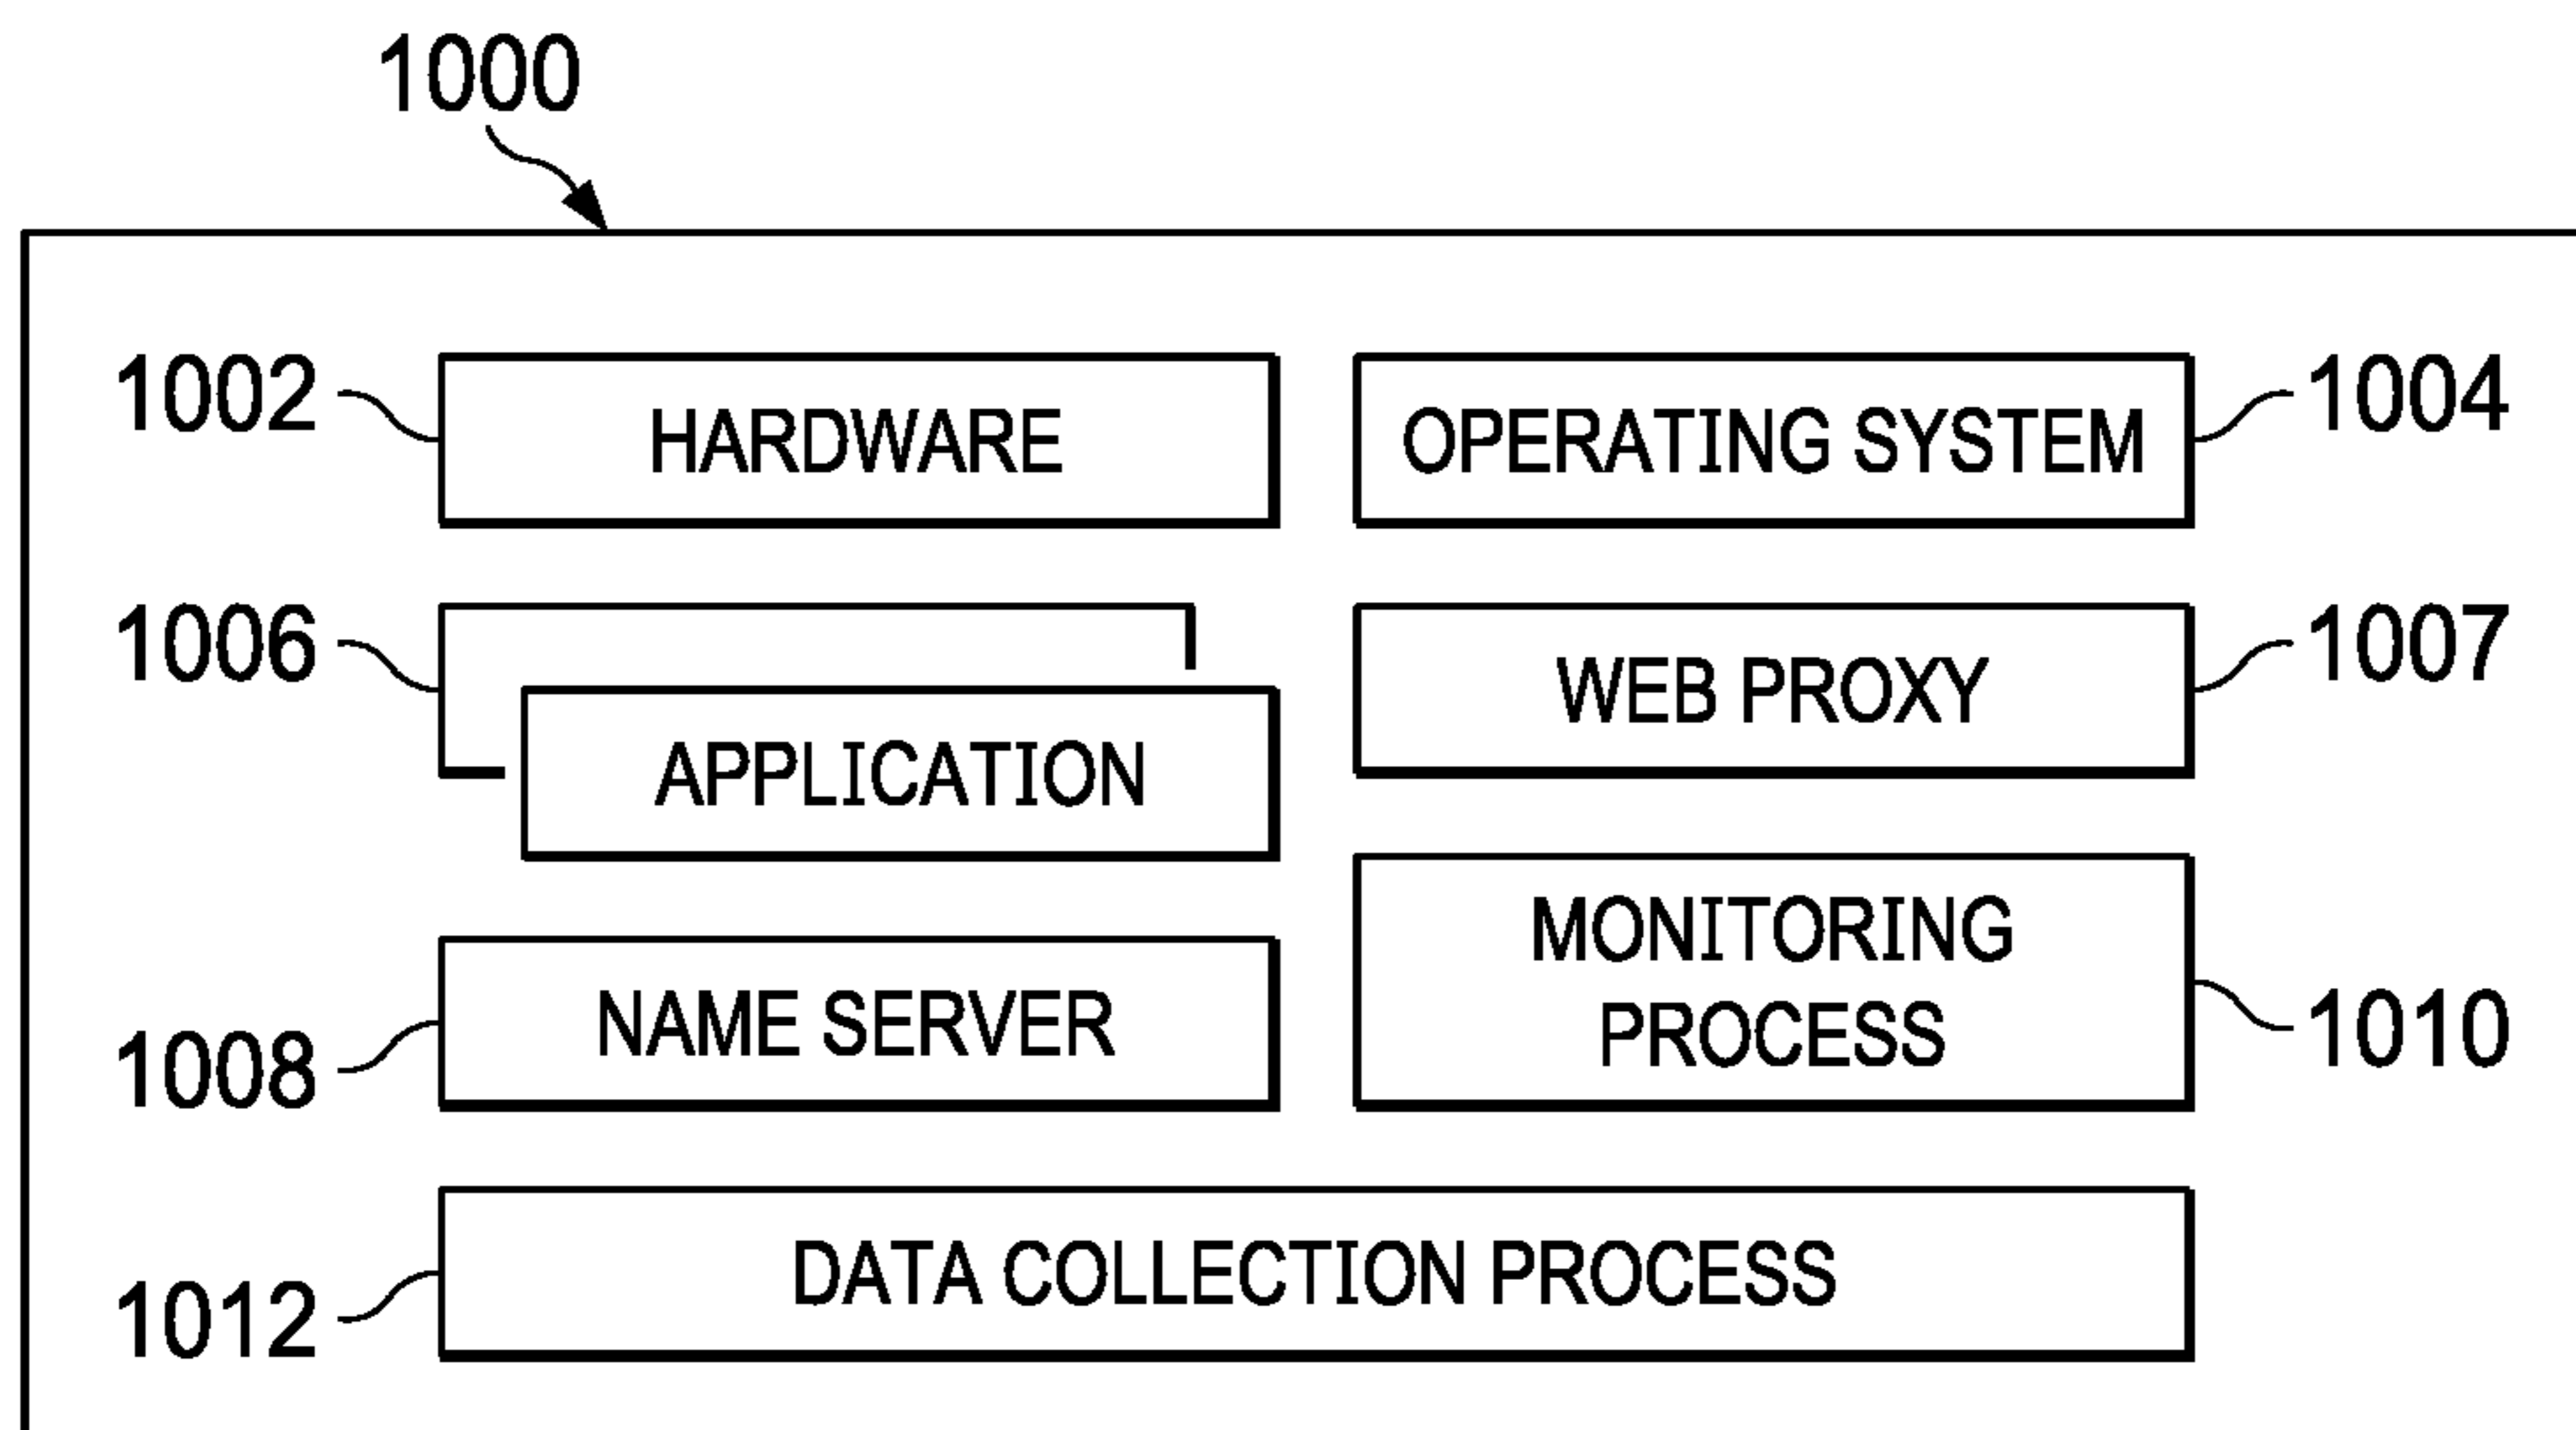 1000
1002 HARDWARE OPERATING SYSTEM 1004
1006 APPLICATION WEB PROXY 1007
1008 NAME SERVER MONITORING
PROCESS 1010
1012 DATA COLLECTION PROCESS